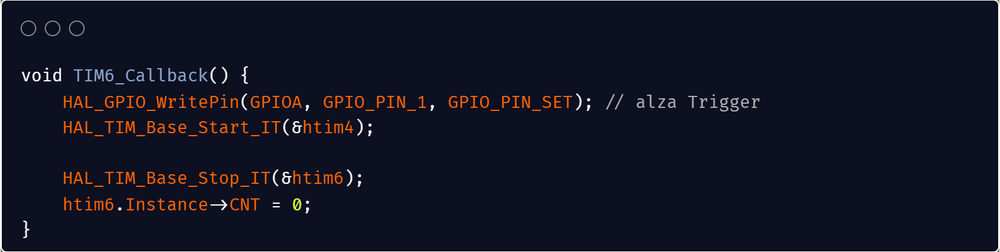 void TIM6_Callback() {
    HAL_GPIO_WritePin(GPIOA, GPIO_PIN_1, GPIO_PIN_SET); // alza Trigger
    HAL_TIM_Base_Start_IT(&htim4);

    HAL_TIM_Base_Stop_IT(&htim6);
    htim6.Instance->CNT = 0;
}